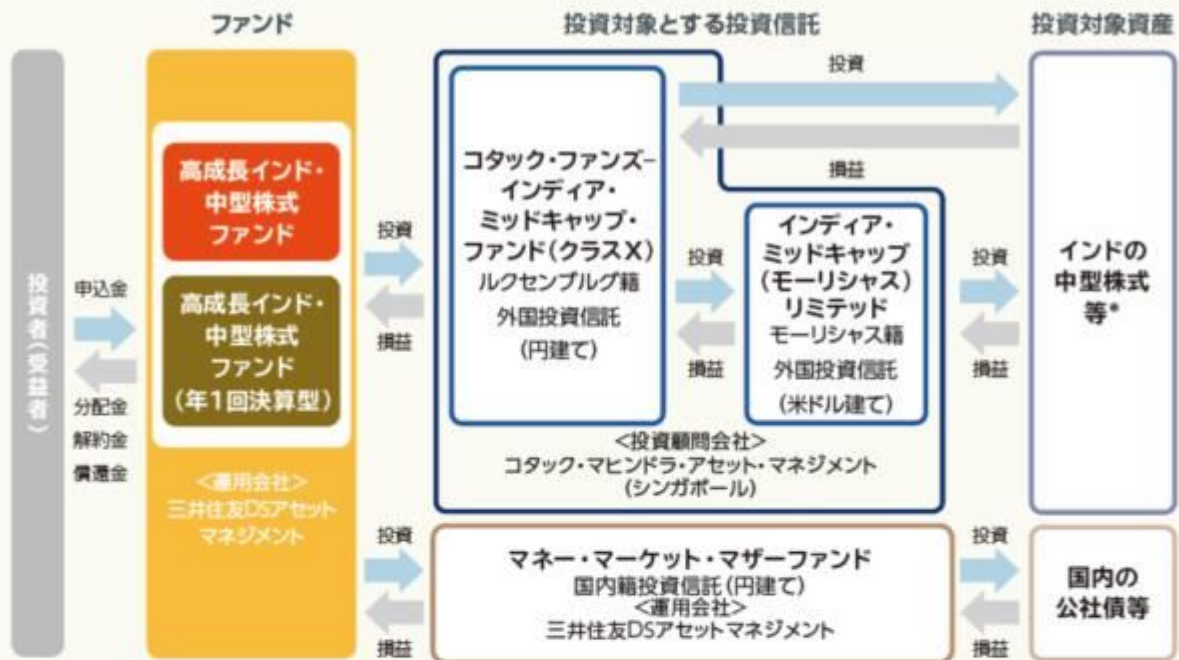 ファンド
投資対象とする投資信託
投資対象資産
投資者(受益者)
申込金
分配金
解約金
償還金
高成長インド・
中型株式
ファンド
高成長インド・
中型株式
ファンド
(年1回決算型)
<運用会社>
三井住友DSアセット
マネジメント
投資
損益
コタック・ファンズ−
インディア・
ミッドキャップ・
ファンド(クラスX)
ルクセンブルグ籍
外国投資信託
(円建て)
投資
損益
投資
損益
インディア・
ミッドキャップ
(モーリシャス)
リミテッド
モーリシャス籍
外国投資信託
(米ドル建て)
投資
損益
<投資顧問会社>
コタック・マヒンドラ・アセット・マネジメント
(シンガポール)
インドの
中型株式
等*
投資
損益
マネー・マーケット・マザーファンド
国内籍投資信託(円建て)
<運用会社>
三井住友DSアセットマネジメント
投資
損益
国内の
公社債等